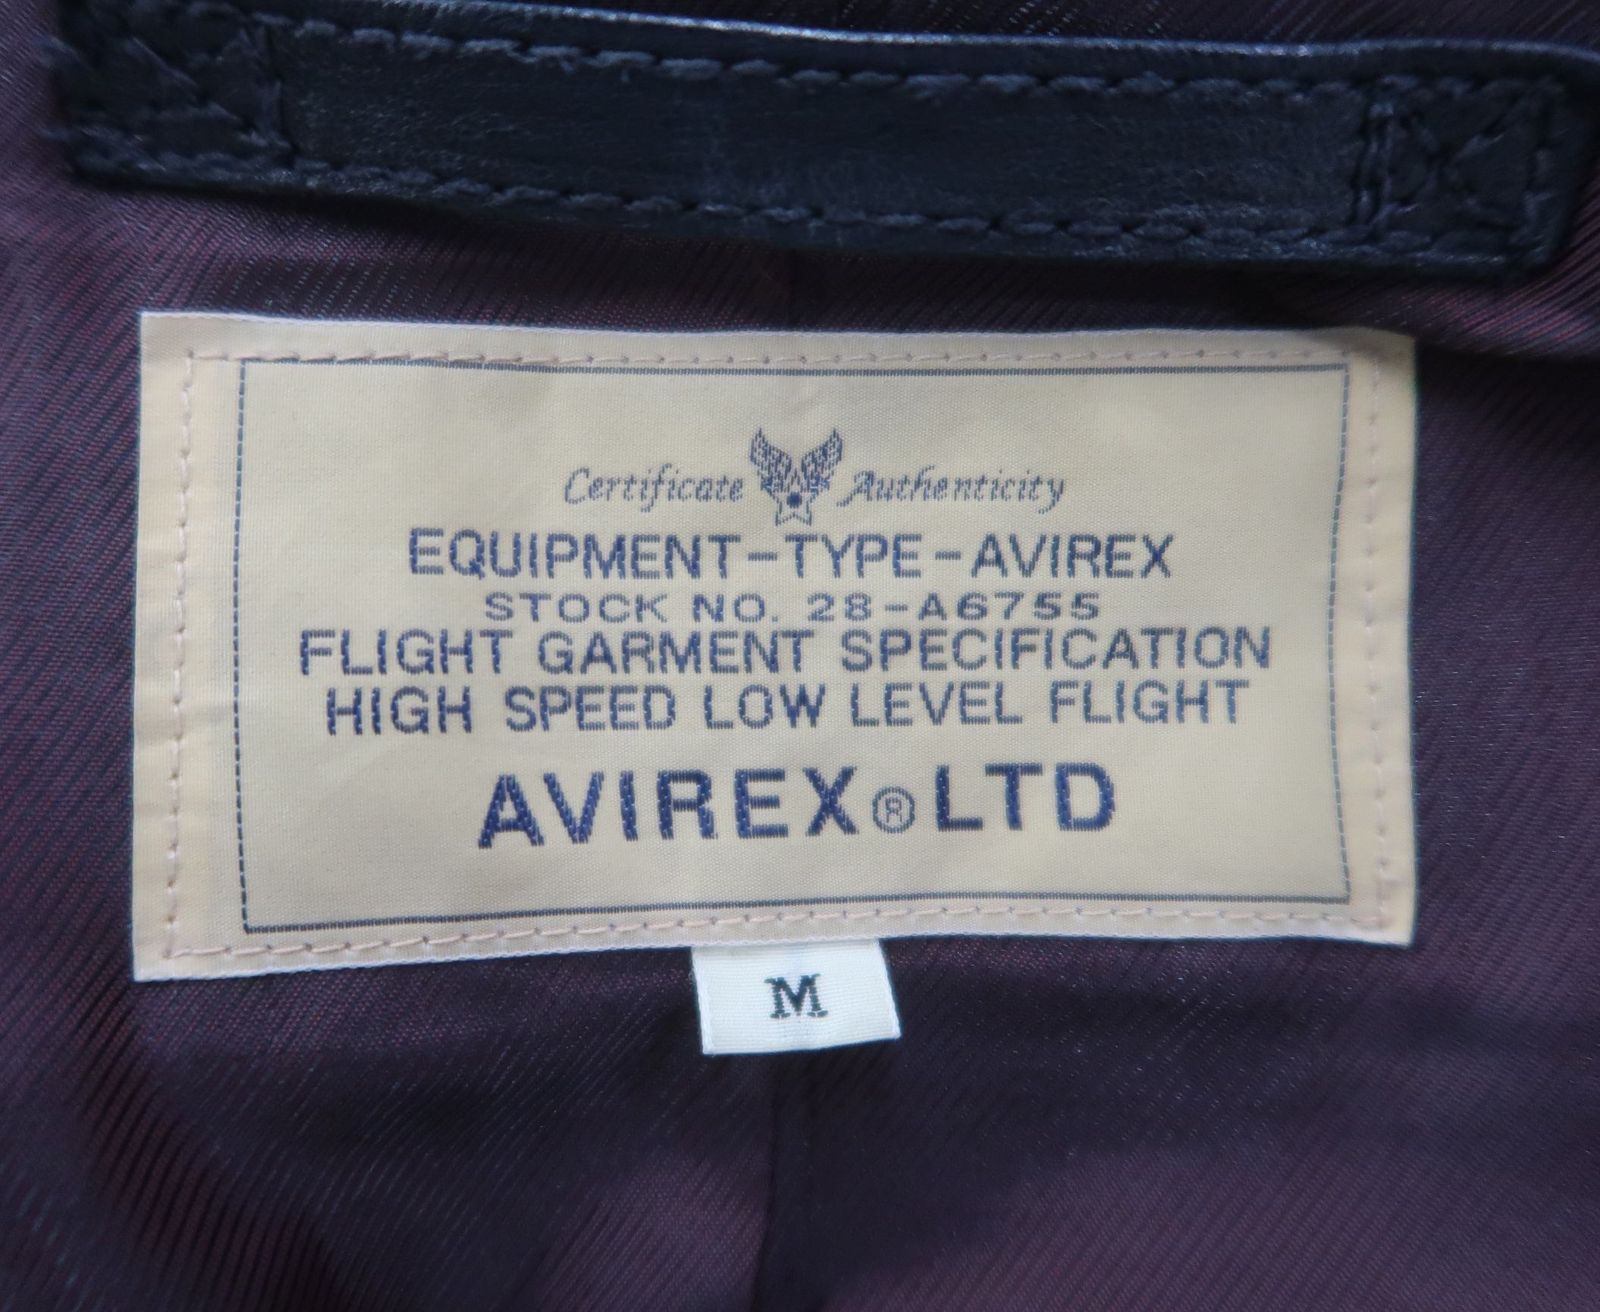 Certificate Authenticity
EQUIPMENT-TYPE-AVIREX
STOCK NO. 28-A6755
FLIGHT GARMENT SPECIFICATION
HIGH SPEED LOW LEVEL FLIGHT
AVIREX® LTD
M